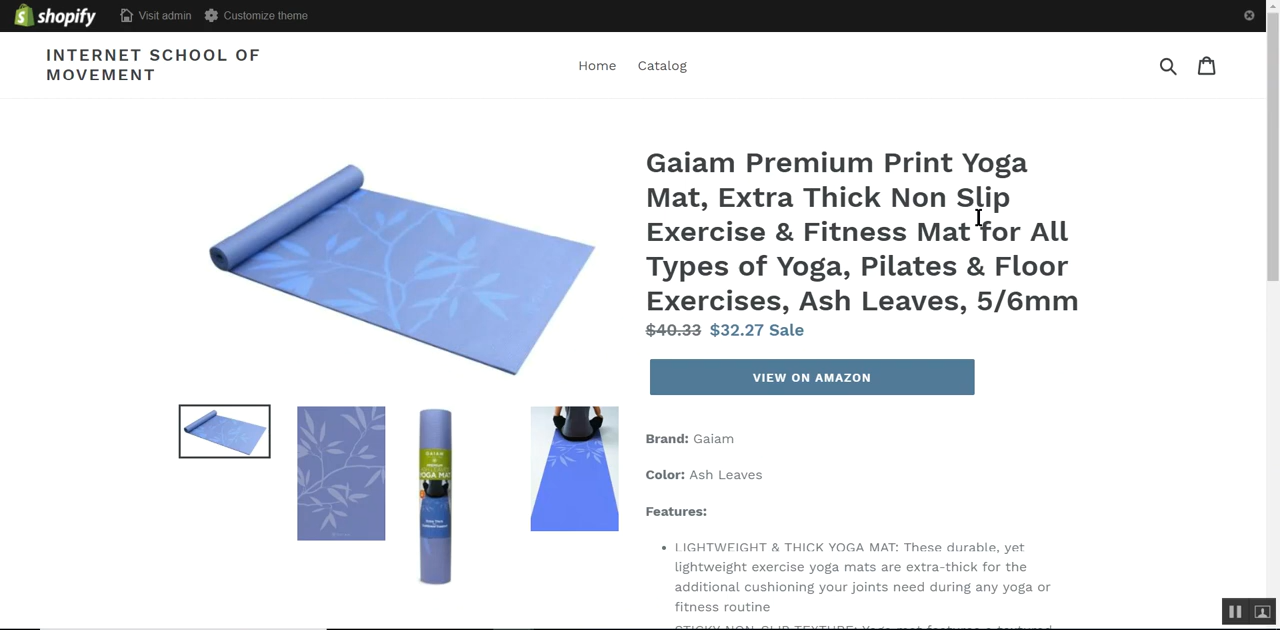 shopify Visit admin Customize theme
INTERNET SCHOOL OF
MOVEMENT
Home Catalog
Gaiam Premium Print Yoga
Mat, Extra Thick Non Slip
Exercise & Fitness Mat for All
Types of Yoga, Pilates & Floor
Exercises, Ash Leaves, 5/6mm
$40.33 $32.27 Sale
VIEW ON AMAZON
Brand: Gaiam
Color: Ash Leaves
Features:
• LIGHTWEIGHT & THICK YOGA MAT: These durable, yet
lightweight exercise yoga mats are extra-thick for the
additional cushioning your joints need during any yoga or
fitness routine
GAIAM
YOGA MAT